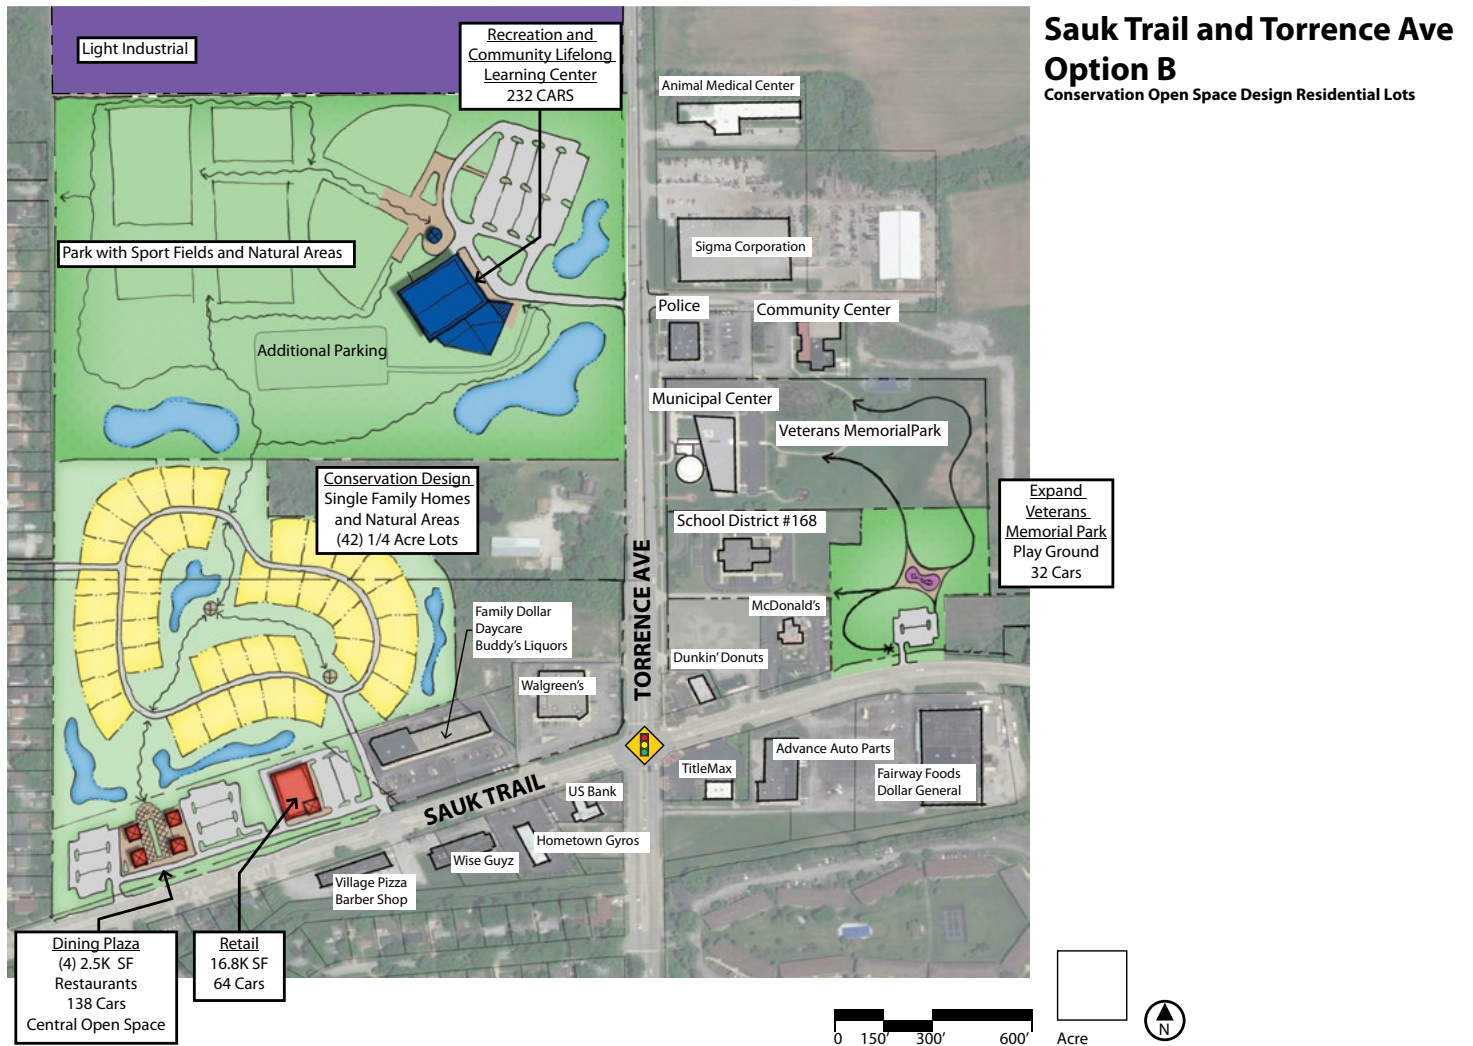 Sauk Trail and Torrence Ave
Option B
Conservation Open Space Design Residential Lots
Light Industrial
Recreation and
Community Lifelong
Learning Center
232 CARS
Animal Medical Center
Park with Sport Fields and Natural Areas
Sigma Corporation
Police
Community Center
Additional Parking
Municipal Center
Veterans MemorialPark
Conservation Design
Single Family Homes
and Natural Areas
(42) 1/4 Acre Lots
Expand
Veterans
Memorial Park
Play Ground
32 Cars
School District #168
TORRENCE AVE
Family Dollar
Daycare
Buddy's Liquors
McDonald's
Dunkin' Donuts
Walgreen's
Advance Auto Parts
TitleMax
Fairway Foods
Dollar General
SAUK TRAIL
US Bank
Hometown Gyros
Wise Guyz
Village Pizza
Barber Shop
Dining Plaza
(4) 2.5K SF
Restaurants
138 Cars
Central Open Space
Retail
16.8K SF
64 Cars
0 150' 300' 600'
Acre
N